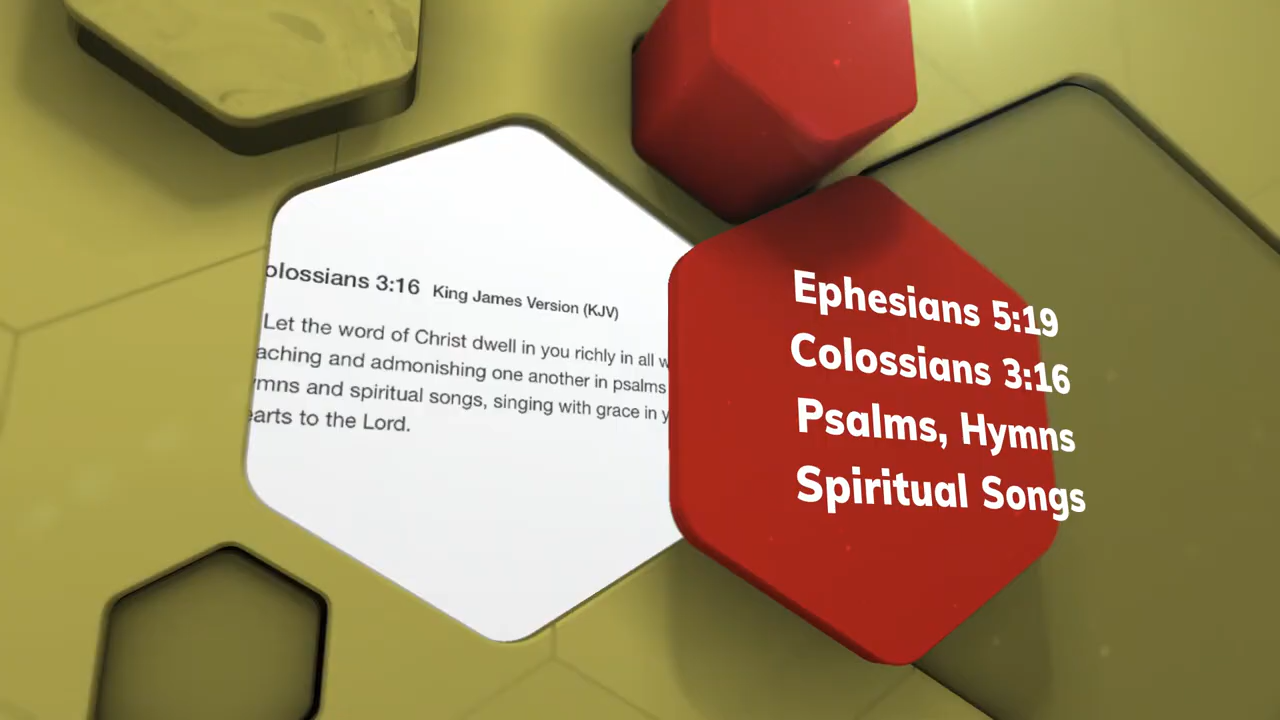 olossians 3:16 King James Version (KJV)
Let the word of Christ dwell in you richly in all w
aching and admonishing one another in psalms
mns and spiritual songs, singing with grace in y
arts to the Lord.
Ephesians 5:19
Colossians 3:16
Psalms, Hymns
Spiritual Songs